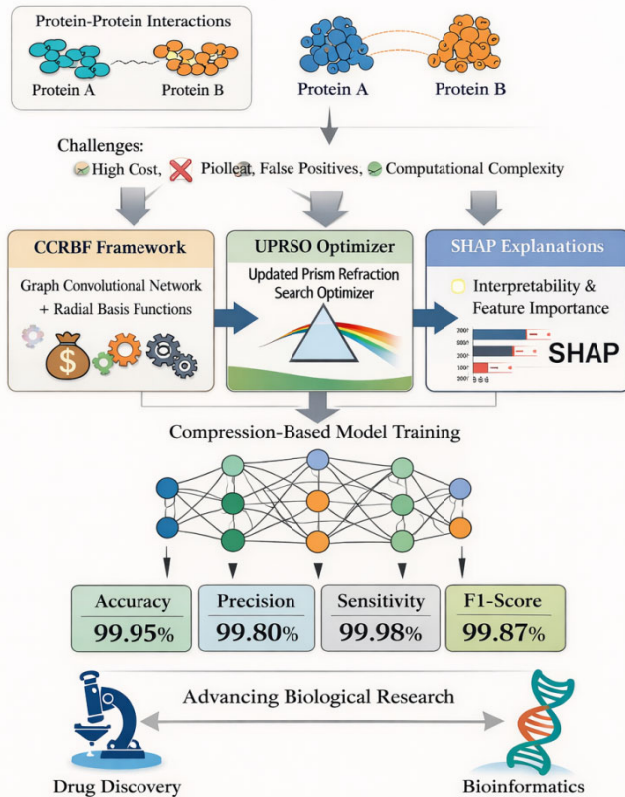 Protein-Protein Interactions
Protein A
Protein B
Protein A
Protein B
Challenges:
High Cost, Piolleat, False Positives, Computational Complexity
CCRBF Framework
Graph Convolutional Network
+ Radial Basis Functions
$
UPRSO Optimizer
Updated Prism Refraction
Search Optimizer
SHAP Explanations
Interpretability &
Feature Importance
SHAP
Compression-Based Model Training
Accuracy
99.95%
Precision
99.80%
Sensitivity
99.98%
F1-Score
99.87%
Advancing Biological Research
Drug Discovery
Bioinformatics